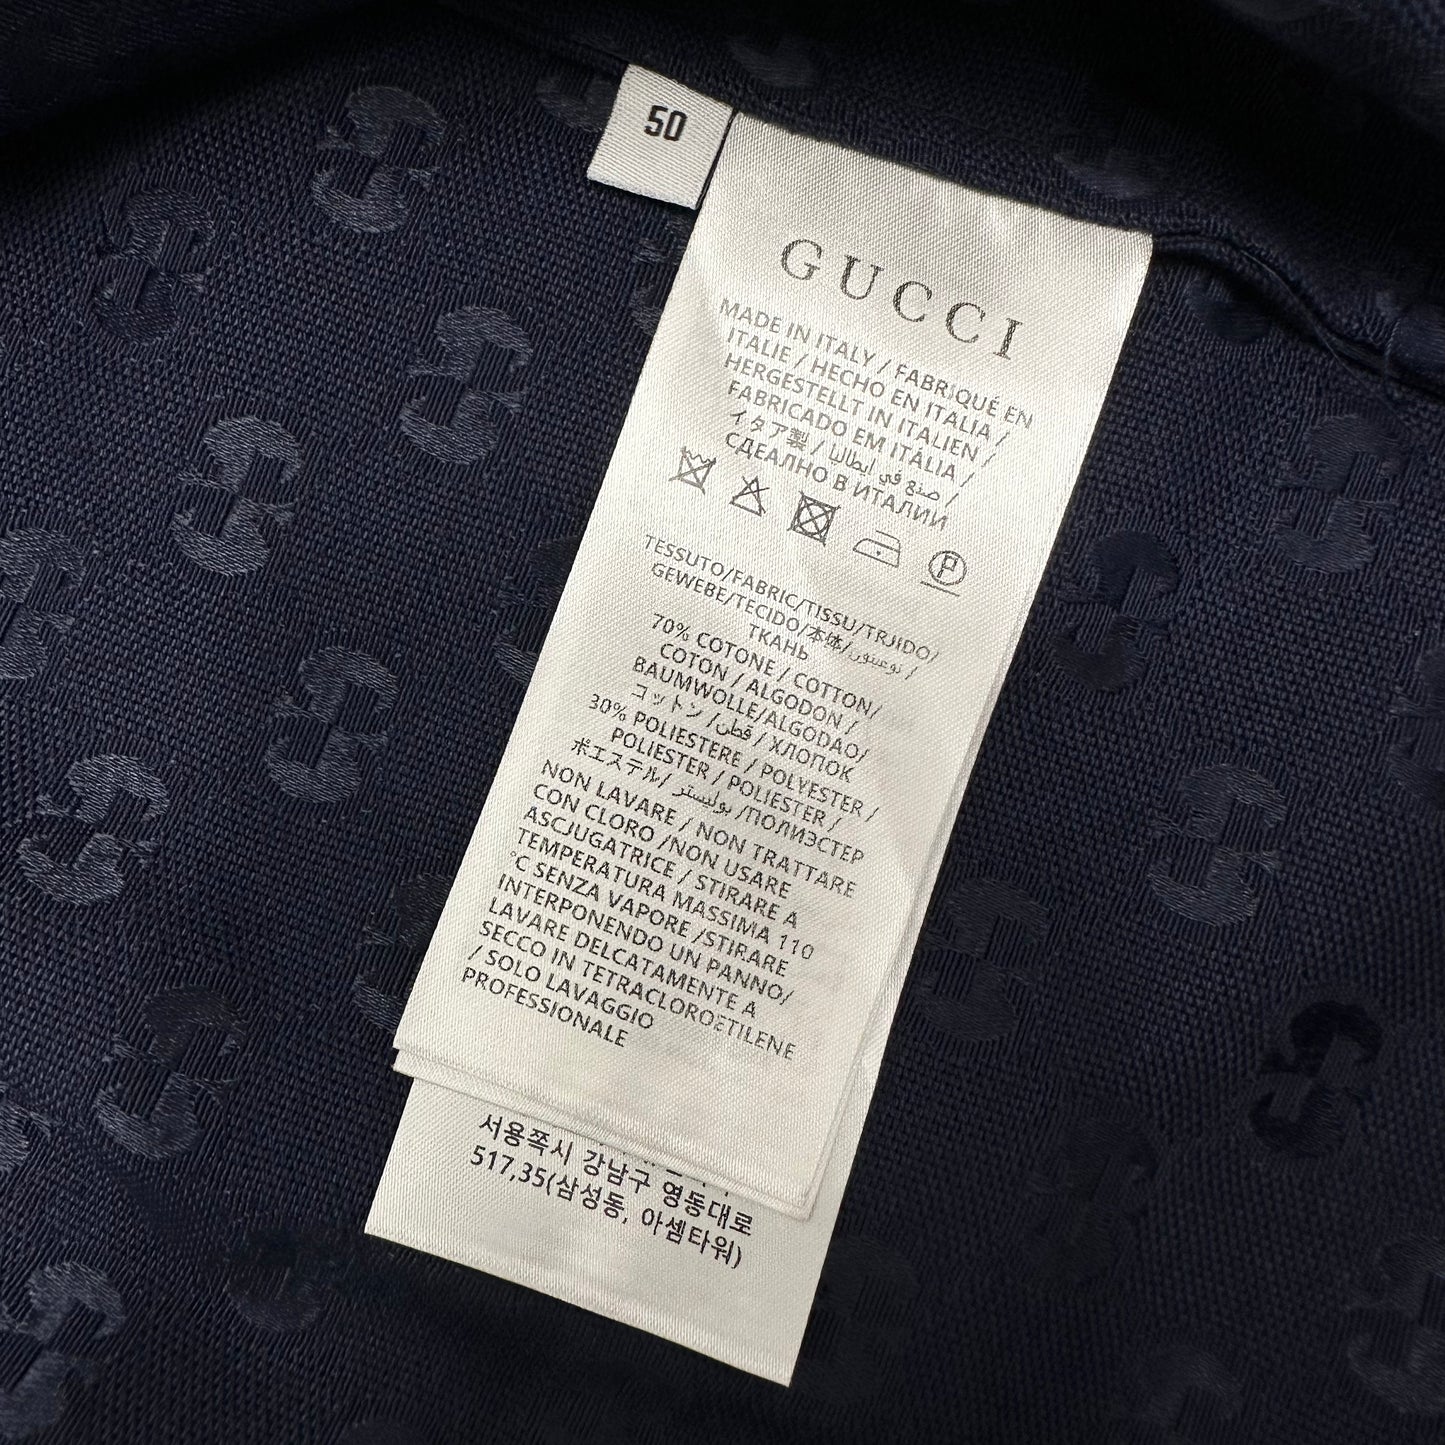 50
GUCCI
MADE IN ITALY / FABRIQUÉ EN
ITALIE / HECHO EN ITALIA /
HERGESTELLT IN ITALIEN /
FABRICADO EM ITÁLIA /
イタア製 / صنع في ايطاليا /
СДЕАЛНО В ИТАЛИИ
P
TESSUTO/FABRIC/TISSU/TRJIDO/
GEWEBE/TECIDO/本体/ /
ТКАНЬ
70% COTONE / COTTON/
COTON / ALGODON /
BAUMWOLLE/ALGODAO/
コットン /قطن / ХЛОПОК
30% POLIESTERE / POLYESTER /
POLIESTER / POLIESTER /
ポエステル/ بوليستر /ПОЛИЭСТЕР
NON LAVARE / NON TRATTARE
CON CLORO /NON USARE
ASCJUGATRICE / STIRARE A
TEMPERATURA MASSIMA 110
°C SENZA VAPORE /STIRARE
INTERPONENDO UN PANNO/
LAVARE DELCATAMENTE A
SECCO IN TETRACLOROETILENE
/ SOLO LAVAGGIO
PROFESSIONALE
서용쪽시 강남구 영동대로
517,35(삼성동, 아셈타워)